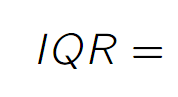 IQR =